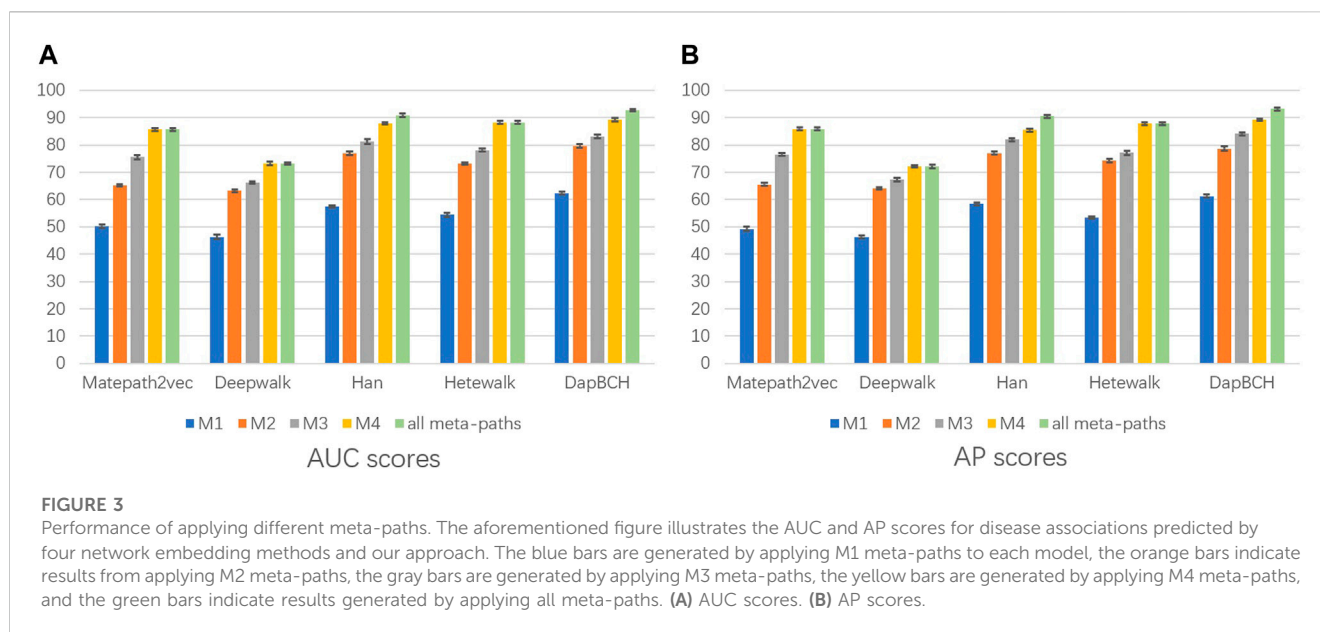 A
100
90
80
70
60
50
40
30
20
10
0
Matepath2vec Deepwalk Han Hetewalk DapBCH
M1 M2 M3 M4 all meta-paths
AUC scores
B
100
90
80
70
60
50
40
30
20
10
0
Matepath2vec Deepwalk Han Hetewalk DapBCH
M1 M2 M3 M4 all meta-paths
AP scores
FIGURE 3
Performance of applying different meta-paths. The aforementioned figure illustrates the AUC and AP scores for disease associations predicted by
four network embedding methods and our approach. The blue bars are generated by applying M1 meta-paths to each model, the orange bars indicate
results from applying M2 meta-paths, the gray bars are generated by applying M3 meta-paths, the yellow bars are generated by applying M4 meta-paths,
and the green bars indicate results generated by applying all meta-paths. (A) AUC scores. (B) AP scores.